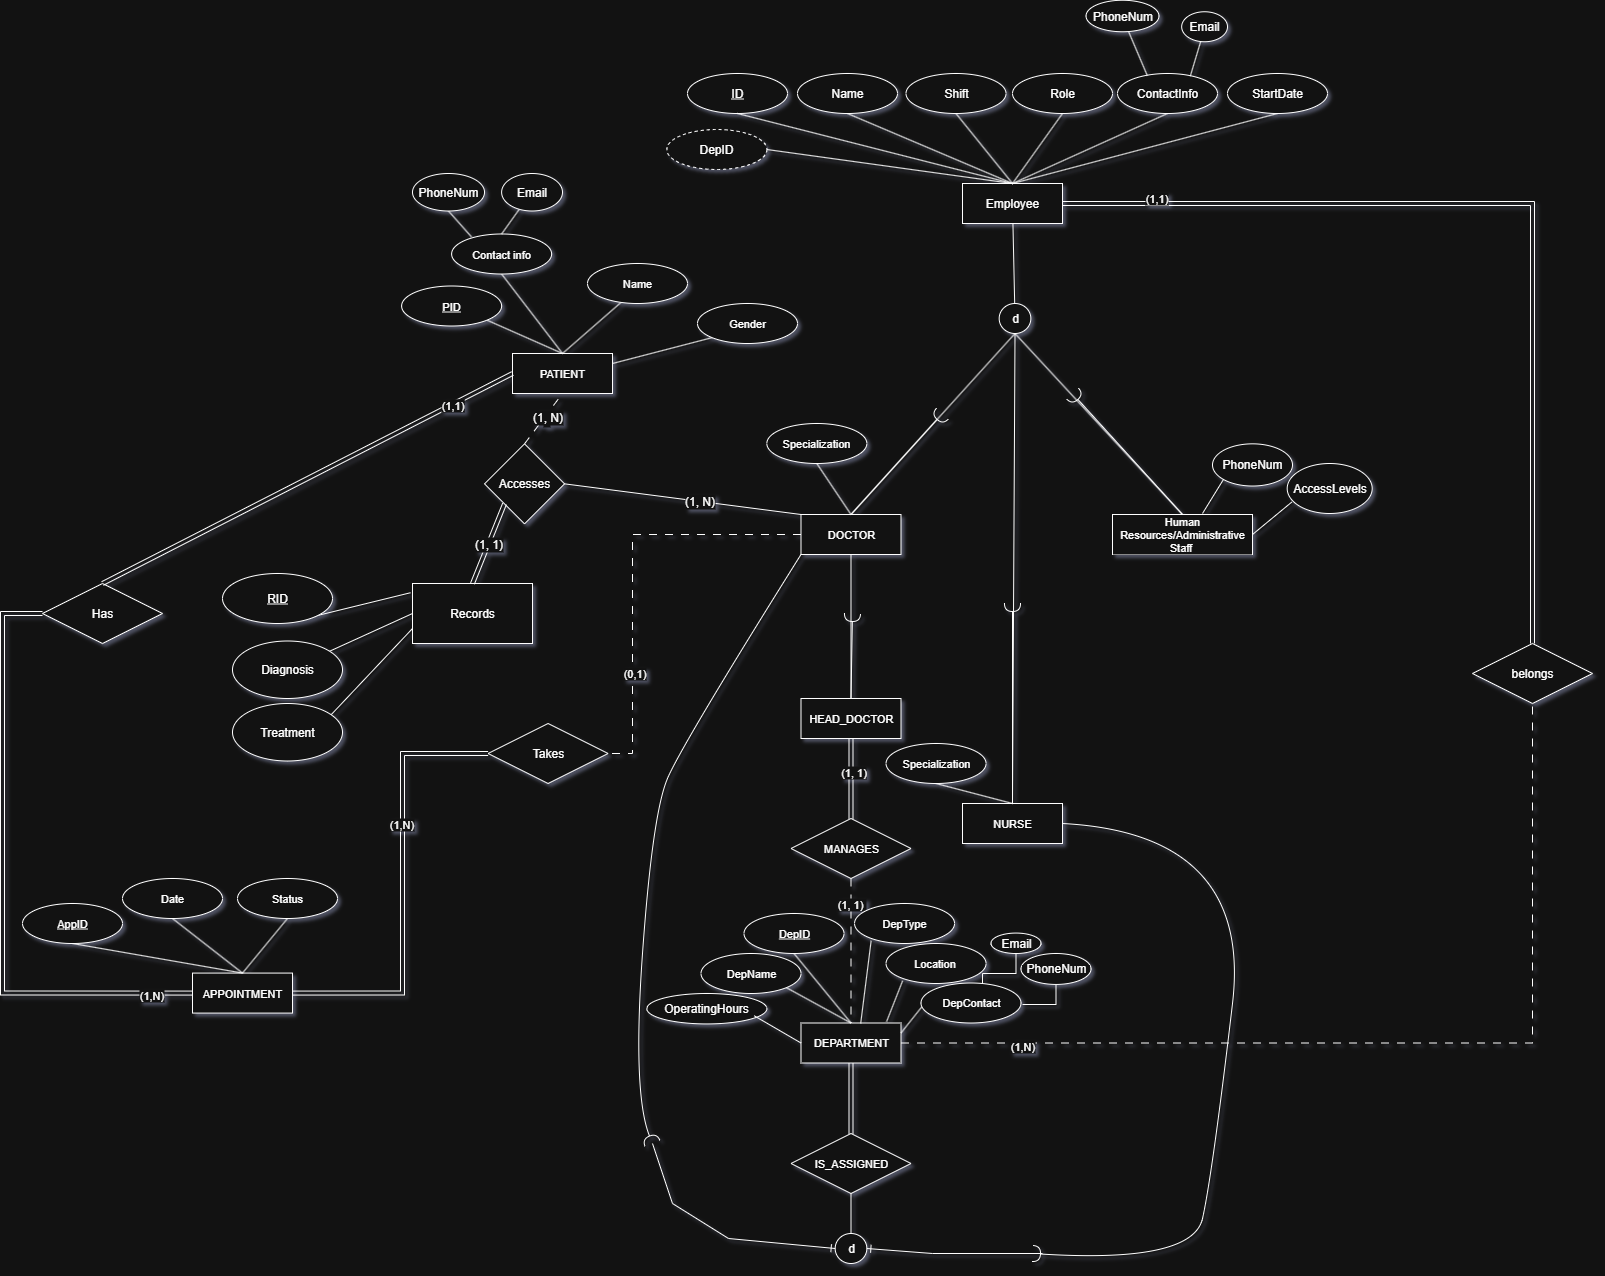 PhoneNum
Email
ID
Name
Shift
Role
ContactInfo
StartDate
DepID
PhoneNum
Email
Employee
(1,1)
Contact info
Name
PID
Gender
d
PATIENT
(1,1)
(1, N)
Specialization
PhoneNum
AccessLevels
Accesses
(1, N)
DOCTOR
Human
Resources/Administrative
Staff
(1, 1)
RID
Has
Records
Diagnosis
(0,1)
belongs
Treatment
HEAD_DOCTOR
Takes
Specialization
(1, 1)
(1,N)
NURSE
MANAGES
AppID
Date
Status
(1, 1)
DepID
DepType
Email
DepName
Location
PhoneNum
APPOINTMENT
(1,N)
OperatingHours
DepContact
DEPARTMENT
(1,N)
IS_ASSIGNED
d